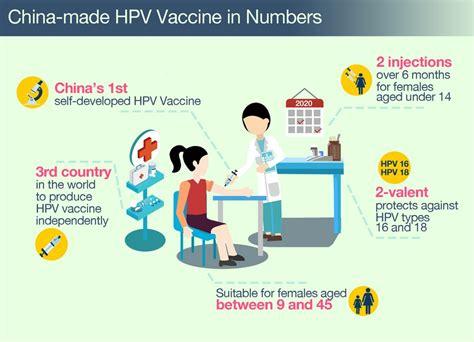 China-made HPV Vaccine in Numbers
China's 1st
self-developed HPV Vaccine
2 injections
over 6 months
for females
aged under 14
2020
3rd country
in the world
to produce
HPV vaccine
independently
HPV 16
HPV 18
2-valent
protects against
HPV types
16 and 18
Suitable for females aged
between 9 and 45